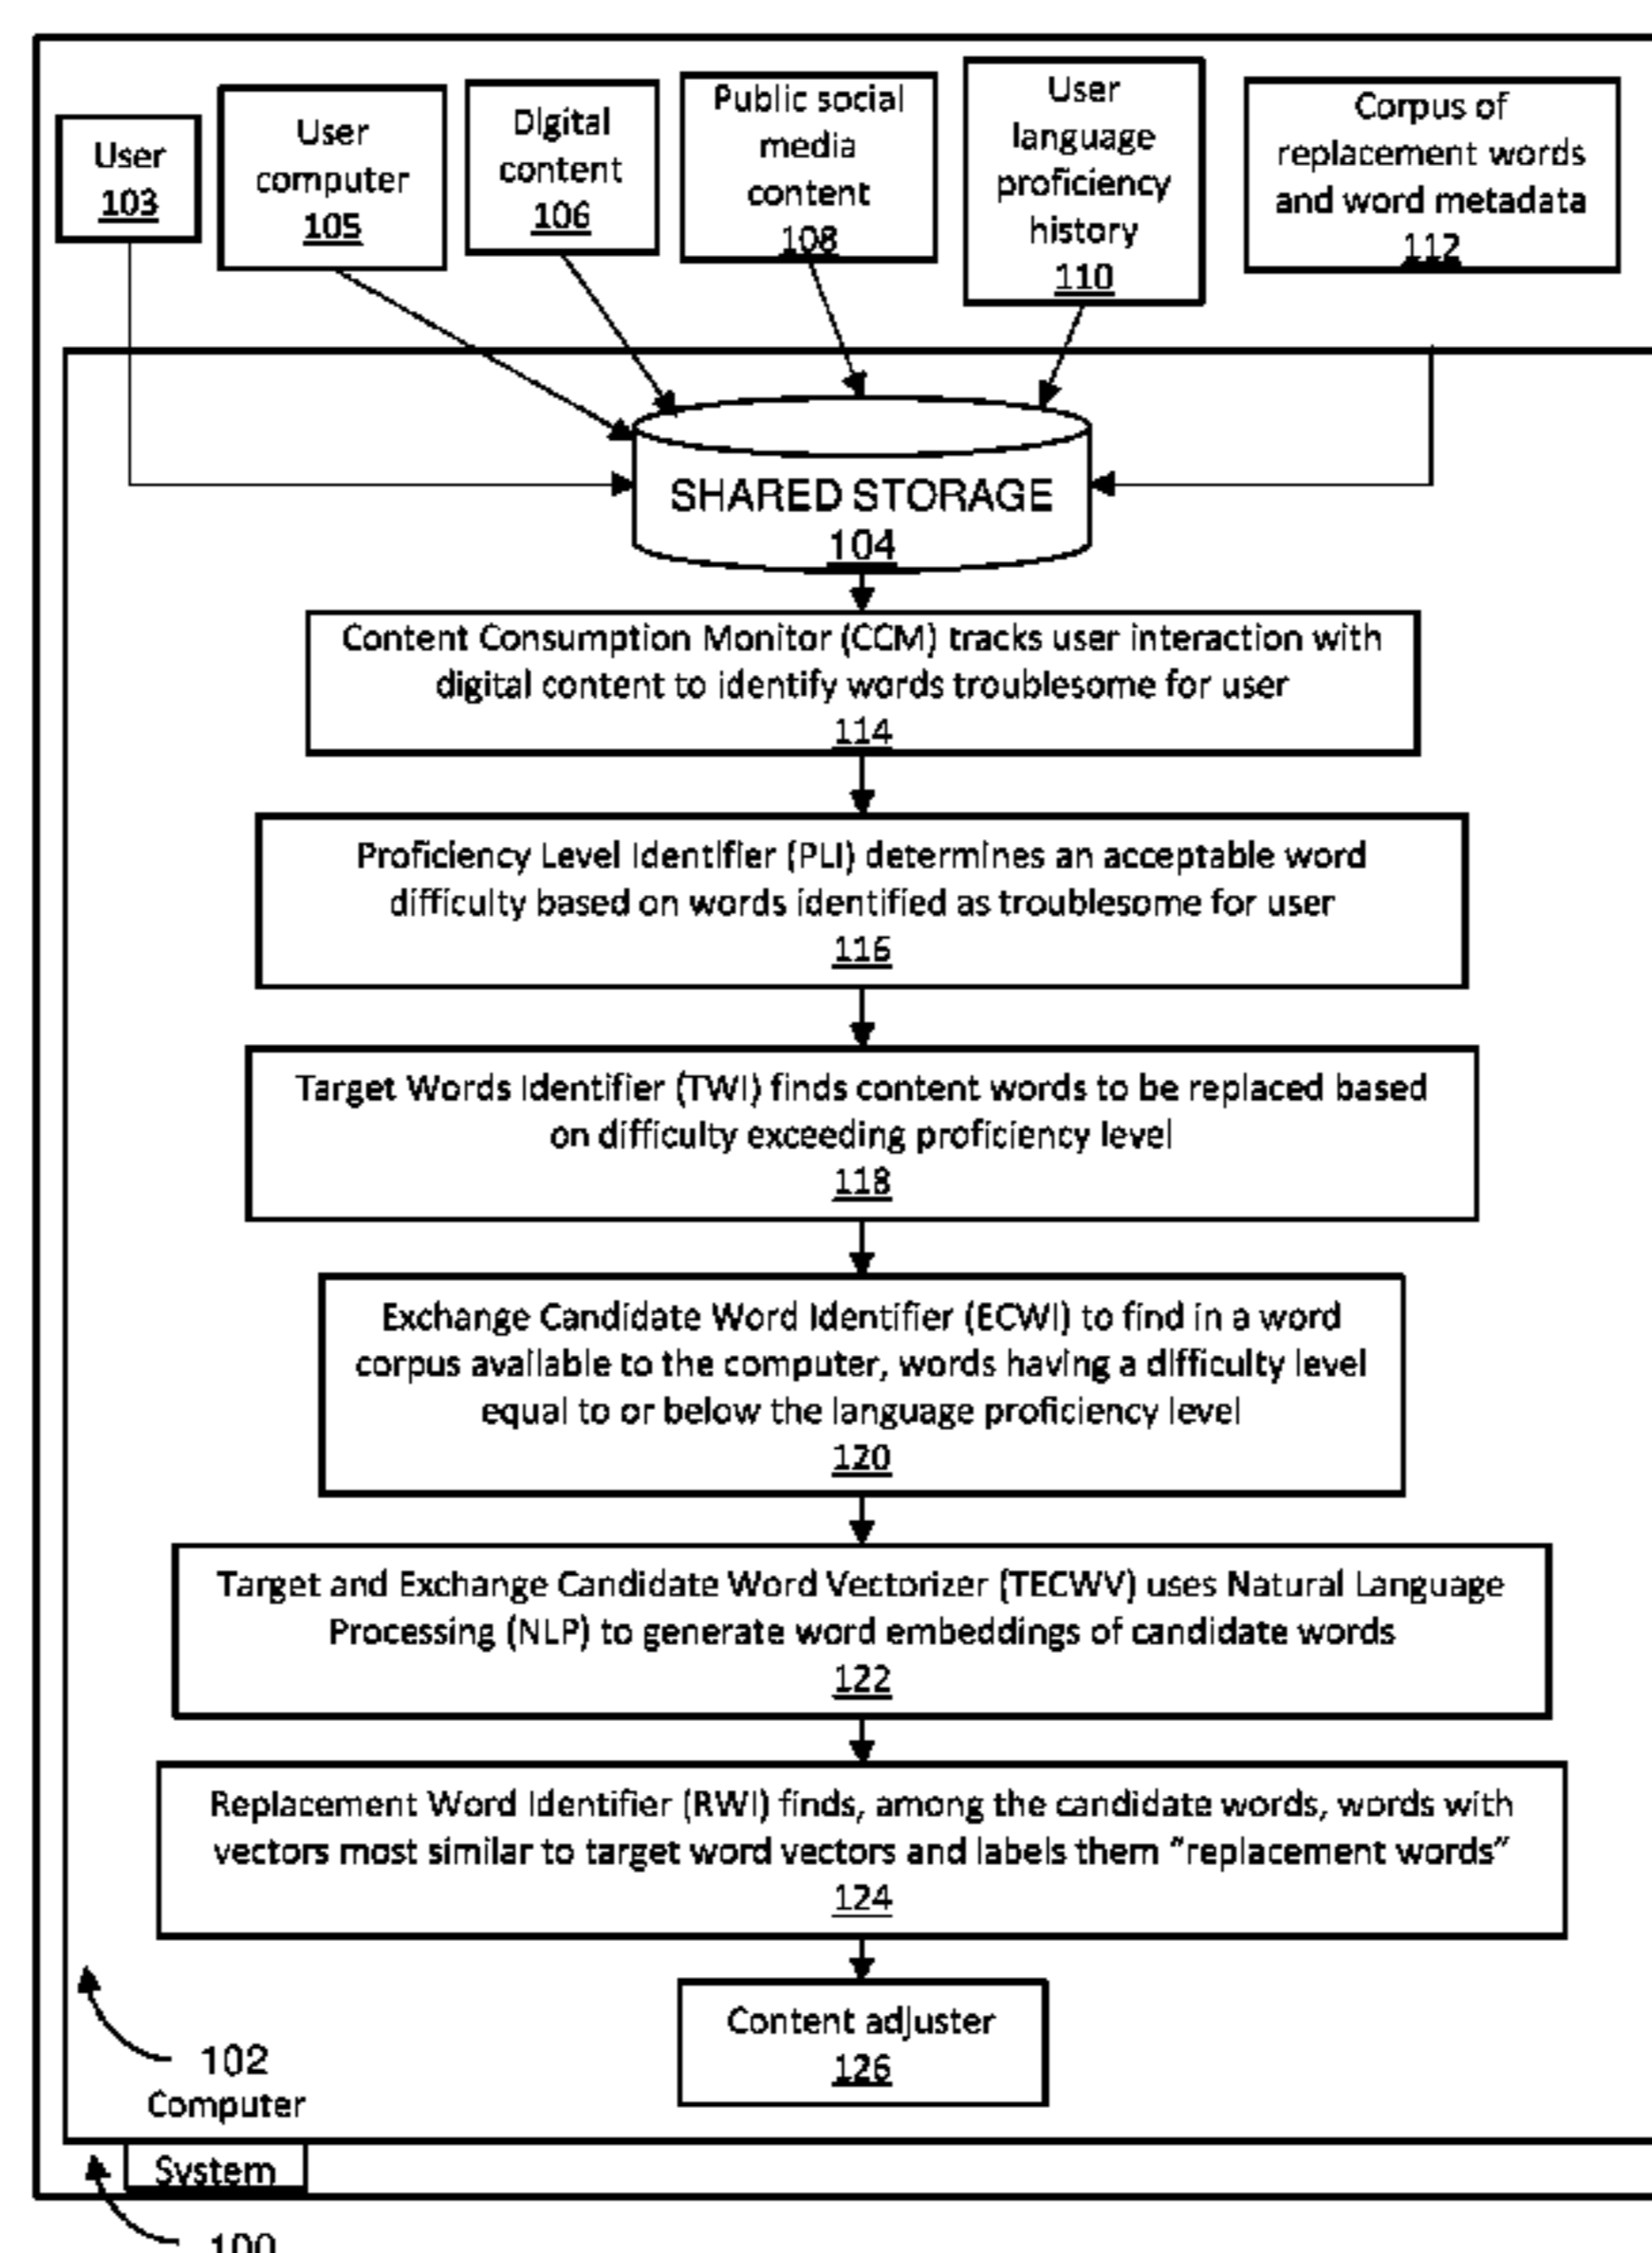 User
103
User
computer
105
Digital
content
106
Public social
media
content
108
User
language
proficiency
history
110
Corpus of
replacement words
and word metadata
112
SHARED STORAGE
104
Content Consumption Monitor (CCM) tracks user interaction with
digital content to identify words troublesome for user
114
Proficiency Level Identifier (PLI) determines an acceptable word
difficulty based on words identified as troublesome for user
116
Target Words Identifier (TWI) finds content words to be replaced based
on difficulty exceeding proficiency level
118
Exchange Candidate Word Identifier (ECWI) to find in a word
corpus available to the computer, words having a difficulty level
equal to or below the language proficiency level
120
Target and Exchange Candidate Word Vectorizer (TECWV) uses Natural Language
Processing (NLP) to generate word embeddings of candidate words
122
Replacement Word Identifier (RWI) finds, among the candidate words, words with
vectors most similar to target word vectors and labels them “replacement words”
124
Content adjuster
126
102
Computer
System
100